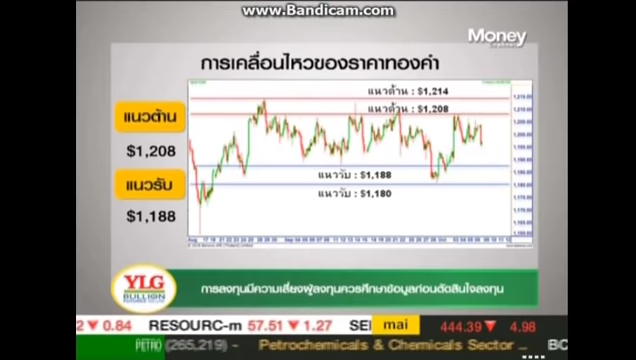 www.Bandicam.com
Money
Channel
การเคลื่อนไหวของราคาทองคำ
แนวต้าน : $1,214
แนวต้าน : $1,208
แนวต้าน
$1,208
แนวรับ
$1,188
แนวรับ : $1,188
แนวรับ : $1,180
YLG
BULLION
การลงทุนมีความเสี่ยงผู้ลงทุนควรศึกษาข้อมูลก่อนตัดสินใจลงทุน
2 ▼ 0.84 RESOURC-m 57.51 ▼ 1.27 SE mai 444.39 ▼ 4.98
PETRO (265,219) - Petrochemicals & Chemicals Sector ... BC